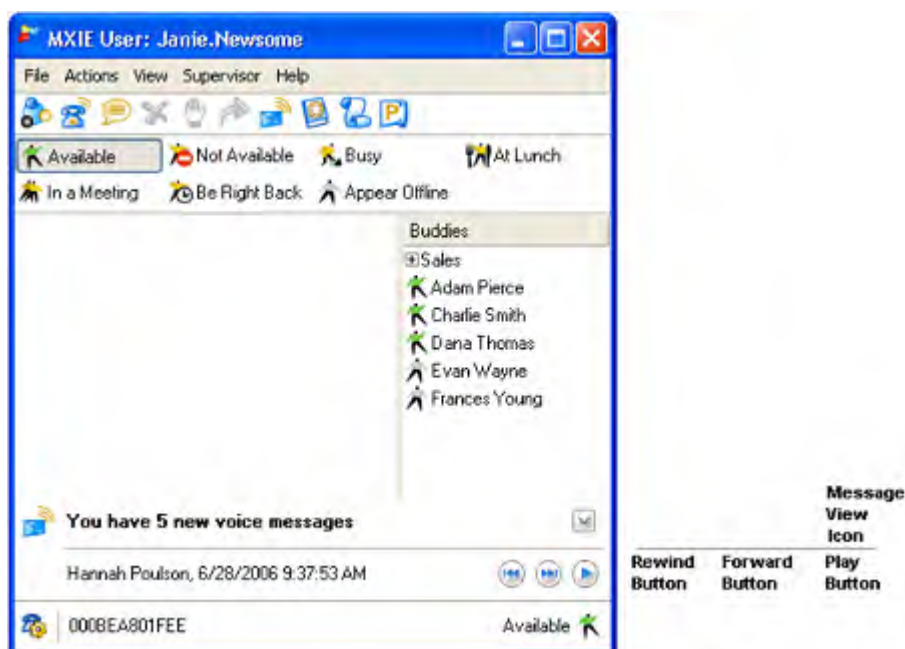 MXIE User: Janie.Newsome
File Actions View Supervisor Help
P
Available Not Available Busy At Lunch
In a Meeting Be Right Back Appear Offline
Buddies
Sales
Adam Pierce
Charlie Smith
Dana Thomas
Evan Wayne
Frances Young
You have 5 new voice messages
Hannah Poulson, 6/28/2006 9:37:53 AM
000BEA801FEE Available
Message
View
Icon
Rewind Forward Play
Button Button Button